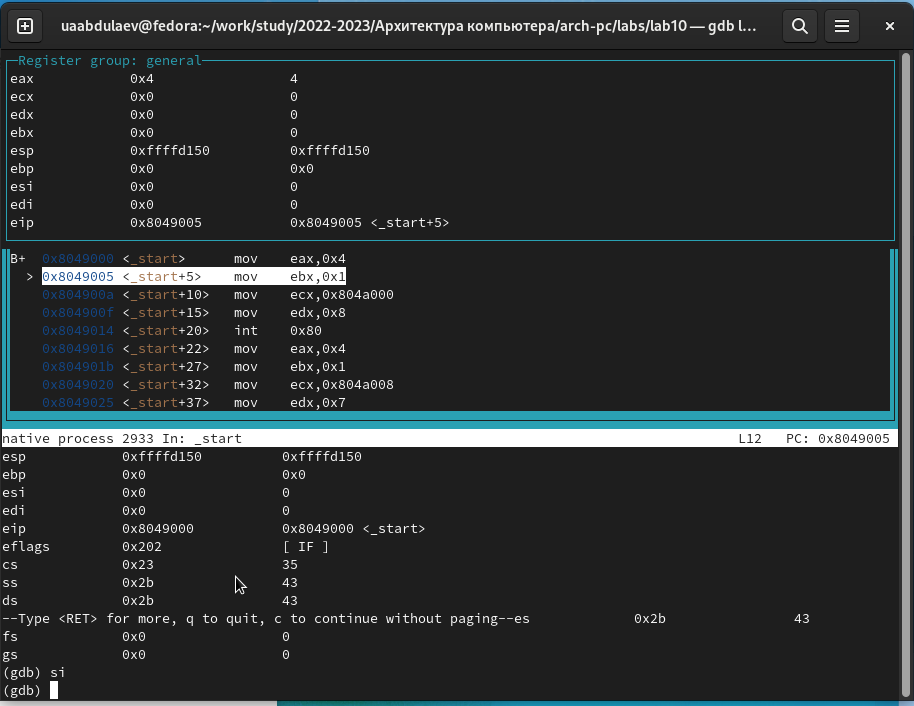 uaabdulaev@fedora:~/work/study/2022-2023/Архитектура компьютера/arch-pc/labs/lab10 — gdb l...
Register group: general
eax 0x4 4
ecx 0x0 0
edx 0x0 0
ebx 0x0 0
esp 0xffffd150 0xffffd150
ebp 0x0 0x0
esi 0x0 0
edi 0x0 0
eip 0x8049005 0x8049005 <_start+5>
B+ 0x8049000 <_start> mov eax,0x4
> 0x8049005 <_start+5> mov ebx,0x1
0x804900a <_start+10> mov ecx,0x804a000
0x804900f <_start+15> mov edx,0x8
0x8049014 <_start+20> int 0x80
0x8049016 <_start+22> mov eax,0x4
0x804901b <_start+27> mov ebx,0x1
0x8049020 <_start+32> mov ecx,0x804a008
0x8049025 <_start+37> mov edx,0x7
native process 2933 In: _start L12 PC: 0x8049005
esp 0xffffd150 0xffffd150
ebp 0x0 0x0
esi 0x0 0
edi 0x0 0
eip 0x8049000 0x8049000 <_start>
eflags 0x202 [ IF ]
cs 0x23 35
ss 0x2b 43
ds 0x2b 43
--Type <RET> for more, q to quit, c to continue without paging--es 0x2b 43
fs 0x0 0
gs 0x0 0
(gdb) si
(gdb)